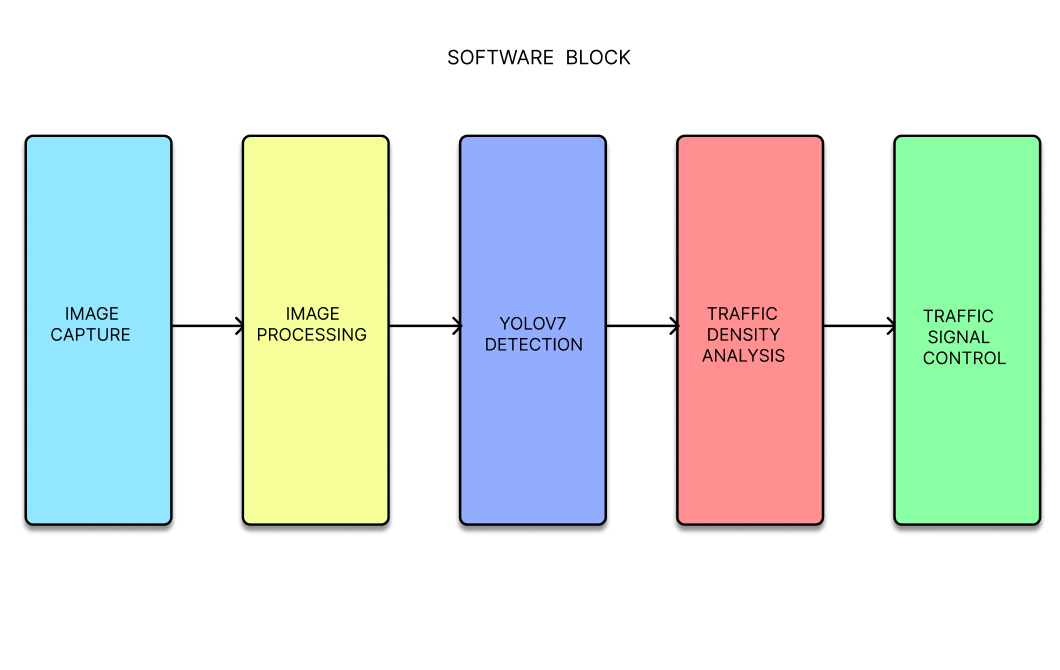 SOFTWARE BLOCK
IMAGE
CAPTURE
IMAGE
PROCESSING
YOLOV7
DETECTION
TRAFFIC
DENSITY
ANALYSIS
TRAFFIC
SIGNAL
CONTROL